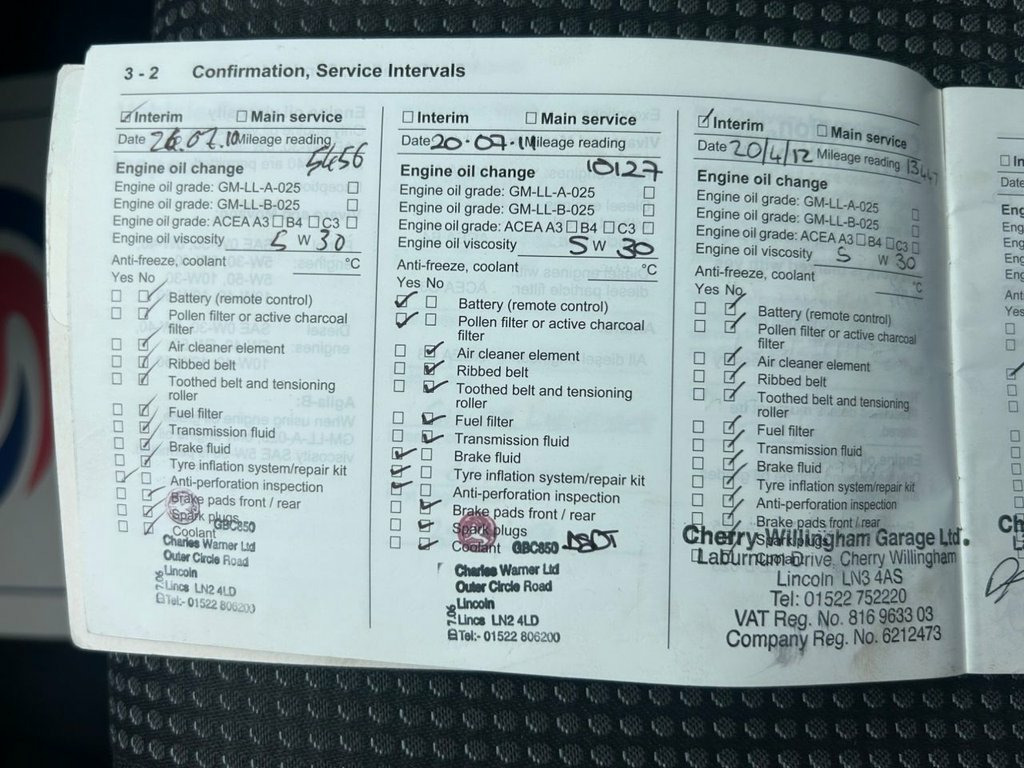 3 - 2 Confirmation, Service Intervals
Interim Main service
Date 26.07.10 Mileage reading
5456
Engine oil change
Engine oil grade: GM-LL-A-025
Engine oil grade: GM-LL-B-025
Engine oil grade: ACEA A3 B4 C3
Engine oil viscosity 5 W 30
Anti-freeze, coolant °C
Yes No
Battery (remote control)
Pollen filter or active charcoal
filter
Air cleaner element
Ribbed belt
Toothed belt and tensioning
roller
Fuel filter
Transmission fluid
Brake fluid
Tyre inflation system/repair kit
Anti-perforation inspection
Brake pads front / rear
Spark plugs
Coolant
GBC850
Charles Warner Ltd
Outer Circle Road
Lincoln
Lincs LN2 4LD
Tel:- 01522 806200
Interim Main service
Date 20-07-11 Mileage reading
10127
Engine oil change
Engine oil grade: GM-LL-A-025
Engine oil grade: GM-LL-B-025
Engine oil grade: ACEA A3 B4 C3
Engine oil viscosity 5 W 30
Anti-freeze, coolant °C
Yes No
Battery (remote control)
Pollen filter or active charcoal
filter
Air cleaner element
Ribbed belt
Toothed belt and tensioning
roller
Fuel filter
Transmission fluid
Brake fluid
Tyre inflation system/repair kit
Anti-perforation inspection
Brake pads front / rear
Spark plugs
Coolant GBC850
Charles Warner Ltd
Outer Circle Road
Lincoln
Lincs LN2 4LD
Tel:- 01522 806200
Interim Main service
Date 20/4/12 Mileage reading 13447
Engine oil change
Engine oil grade: GM-LL-A-025
Engine oil grade: GM-LL-B-025
Engine oil grade: ACEA A3 B4 C3
Engine oil viscosity 5 W 30
Anti-freeze, coolant °C
Yes No
Battery (remote control)
Pollen filter or active charcoal
filter
Air cleaner element
Ribbed belt
Toothed belt and tensioning
roller
Fuel filter
Transmission fluid
Brake fluid
Tyre inflation system/repair kit
Anti-perforation inspection
Brake pads front / rear
Cherry Willingham Garage Ltd.
Laburnum Drive, Cherry Willingham
Lincoln LN3 4AS
Tel: 01522 752220
VAT Reg. No. 816 9633 03
Company Reg. No. 6212473